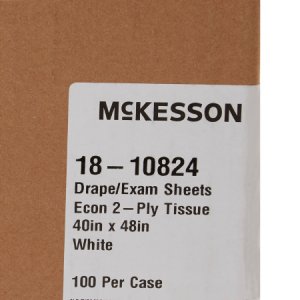 McKESSON
18-10824
Drape/Exam Sheets
Econ 2-Ply Tissue
40in x 48in
White
100 Per Case